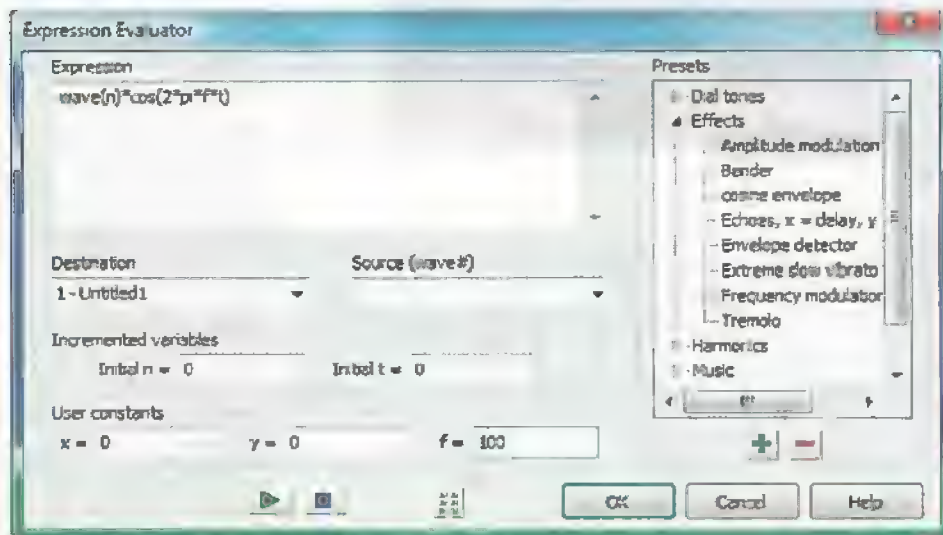 Expression Evaluator
Expression
wave(n)*cos(2*pi*f*t)
Destination
Source (wave#)
1 - Untitled1
Incremented variables
Initial n = 0
Initial t = 0
User constants
x = 0
y = 0
f = 100
Presets
Dial tones
Effects
Amplitude modulation
Bender
cosine envelope
Echoes, x = delay, y
Envelope detector
Extreme slow vibrato
Frequency modulation
Tremolo
Harmonics
Music
OK
Cancel
Help